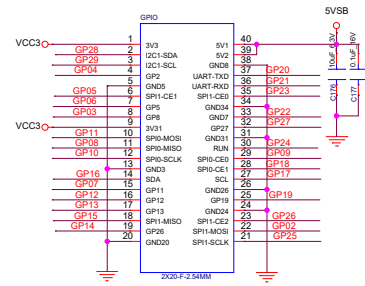 GPIO
5VSB
VCC3
1 3V3 5V1 40
GP28 2 I2C1-SDA 5V2 39
GP29 3 I2C1-SCL GND8 38
GP04 4 GP2 UART-TXD 37 GP20
5 GND5 UART-RXD 36 GP21
GP05 6 SPI1-CE1 SPI1-CE0 35 GP23
GP06 7 GP5 GND34 34
GP03 8 GP8 GND7 33 GP22
VCC3 9 3V31 GP27 32 GP27
GP11 10 SPI0-MOSI GND31 31
GP08 11 SPI0-MISO RUN 30 GP24
GP10 12 SPI0-SCLK SPI0-CE0 29 GP09
13 GND3 SPI0-CE1 28 GP18
GP16 14 SDA SCL 27 GP17
GP07 15 GP11 GND26 26
GP12 16 GP12 GP19 25 GP19
GP13 17 GP13 GND24 24
GP15 18 SPI1-MISO SPI1-CE2 23 GP26
GP14 19 GP26 SPI1-MOSI 22 GP02
20 GND20 SPI1-SCLK 21 GP25
2X20-F-2.54MM
10uF 6.3V
C176
0.1uF 16V
C177